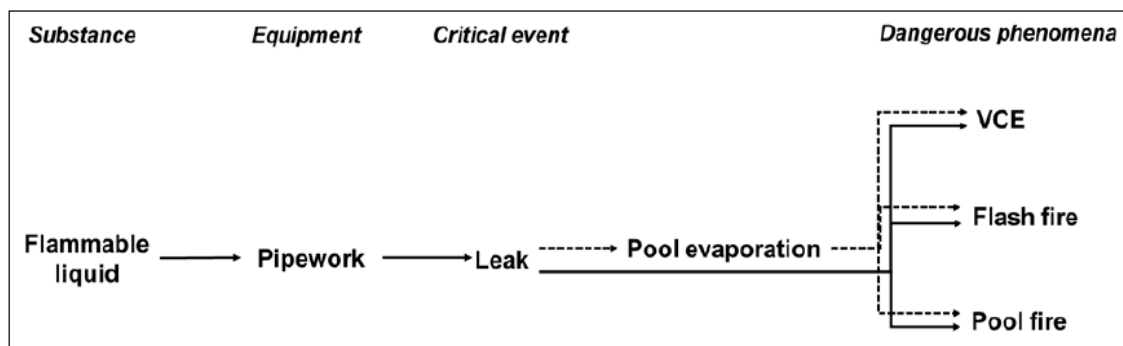 Substance Equipment Critical event Dangerous phenomena
VCE
Flash fire
Flammable
liquid
Pipework
Leak
Pool evaporation
Pool fire